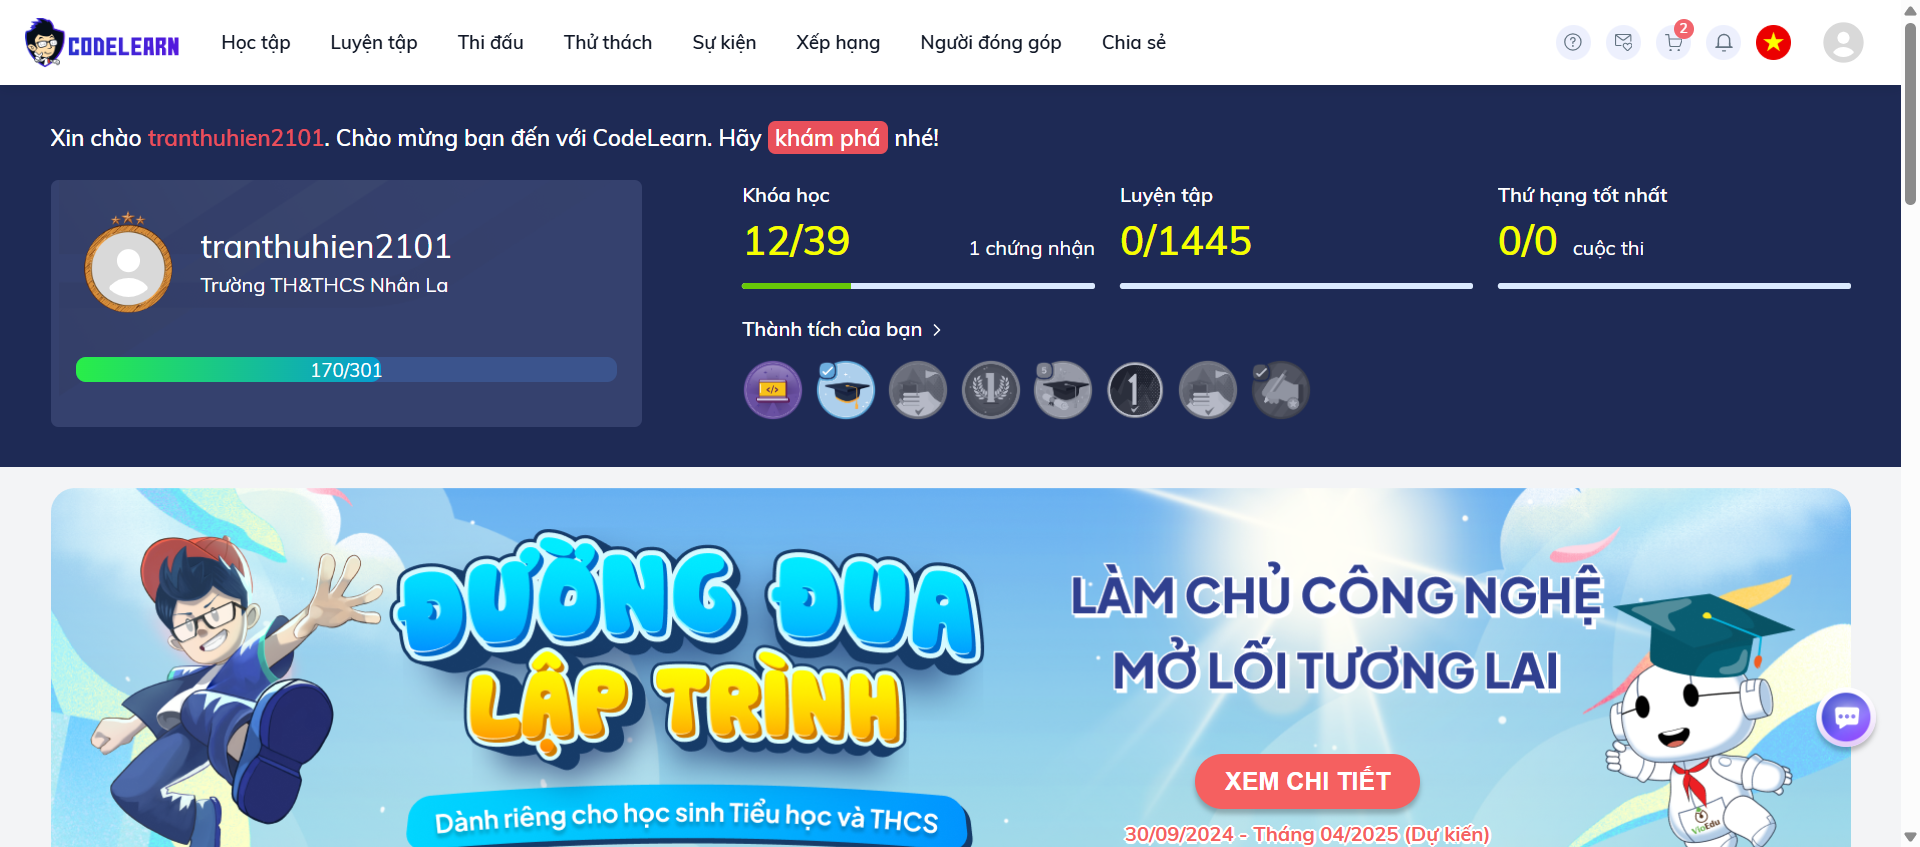 CODELEARN
Học tập
Luyện tập
Thi đấu
Thử thách
Sự kiện
Xếp hạng
Người đóng góp
Chia sẻ
2
Xin chào tranthuhien2101. Chào mừng bạn đến với CodeLearn. Hãy khám phá nhé!
tranthuhien2101
Trường TH&THCS Nhân La
170/301
Khóa học
12/39
1 chứng nhận
Luyện tập
0/1445
Thứ hạng tốt nhất
0/0 cuộc thi
Thành tích của bạn
</>
1
5
1
ĐƯỜNG ĐUA
LẬP TRÌNH
Dành riêng cho học sinh Tiểu học và THCS
LÀM CHỦ CÔNG NGHỆ
MỞ LỐI TƯƠNG LAI
XEM CHI TIẾT
30/09/2024 - Tháng 04/2025 (Dự kiến)
VioEdu